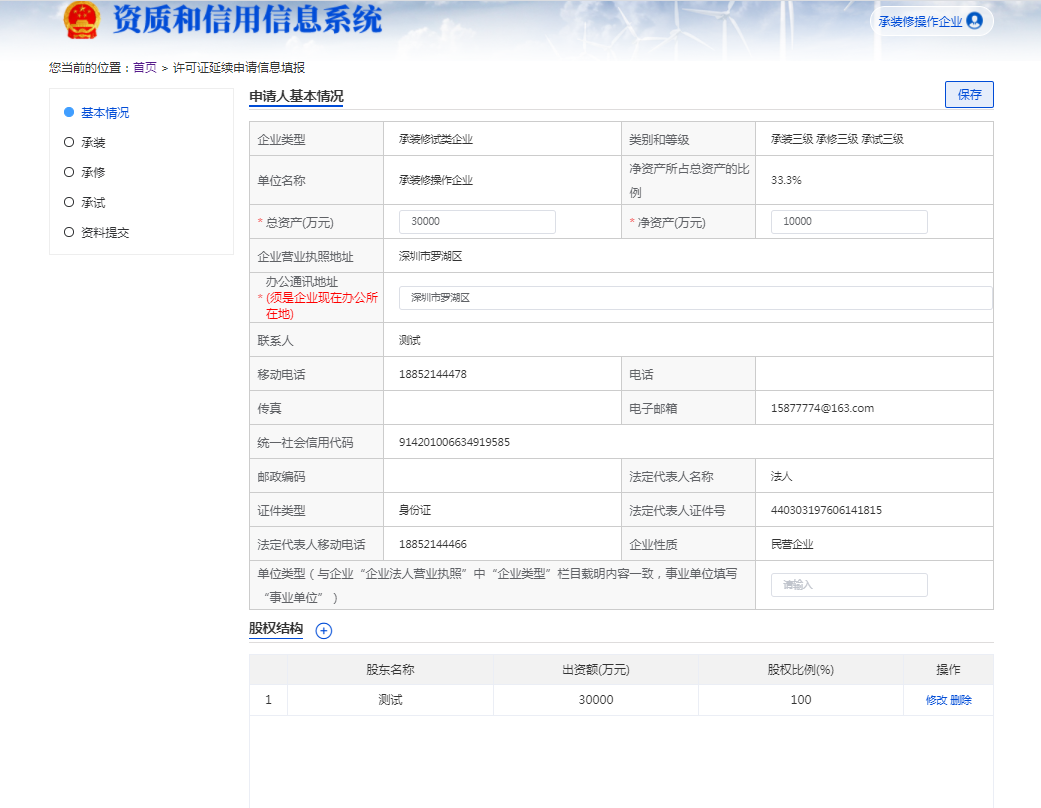 资质和信用信息系统
承装修操作企业
您当前的位置：首页 > 许可证延续申请信息填报
基本情况
承装
承修
承试
资料提交
申请人基本情况
保存
企业类型 承装修试类企业 类别和等级 承装三级 承修三级 承试三级
单位名称 承装修操作企业 净资产所占总资产的比
例 33.3%
* 总资产(万元) 30000 * 净资产(万元) 10000
企业营业执照地址 深圳市罗湖区
办公通讯地址
* (须是企业现在办公所
在地) 深圳市罗湖区
联系人 测试
移动电话 18852144478 电话
传真 电子邮箱 15877774@163.com
统一社会信用代码 914201006634919585
邮政编码 法定代表人名称 法人
证件类型 身份证 法定代表人证件号 440303197606141815
法定代表人移动电话 18852144466 企业性质 民营企业
单位类型（与企业“企业法人营业执照”中“企业类型”栏目载明内容一致，事业单位填写
“事业单位”） 请输入
股权结构
股东名称 出资额(万元) 股权比例(%) 操作
1 测试 30000 100 修改 删除